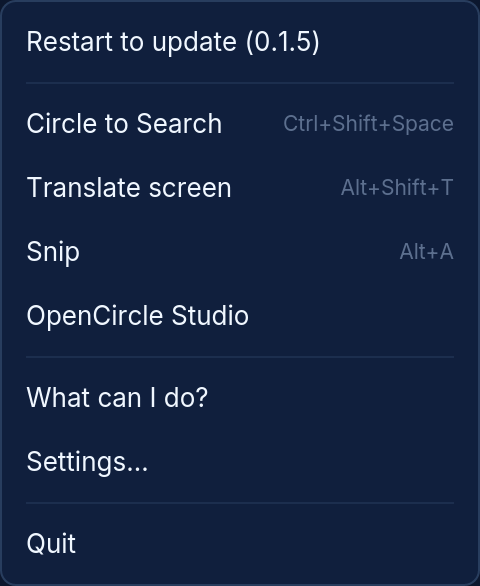 Restart to update (0.1.5)
Circle to Search Ctrl+Shift+Space
Translate screen Alt+Shift+T
Snip Alt+A
OpenCircle Studio
What can I do?
Settings...
Quit